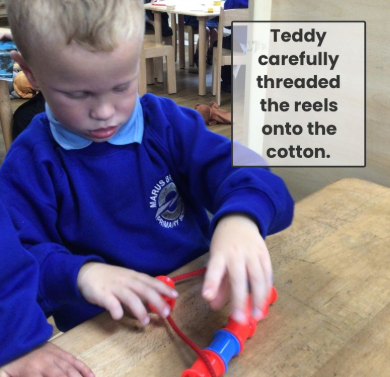 Teddy
carefully
threaded
the reels
onto the
cotton.